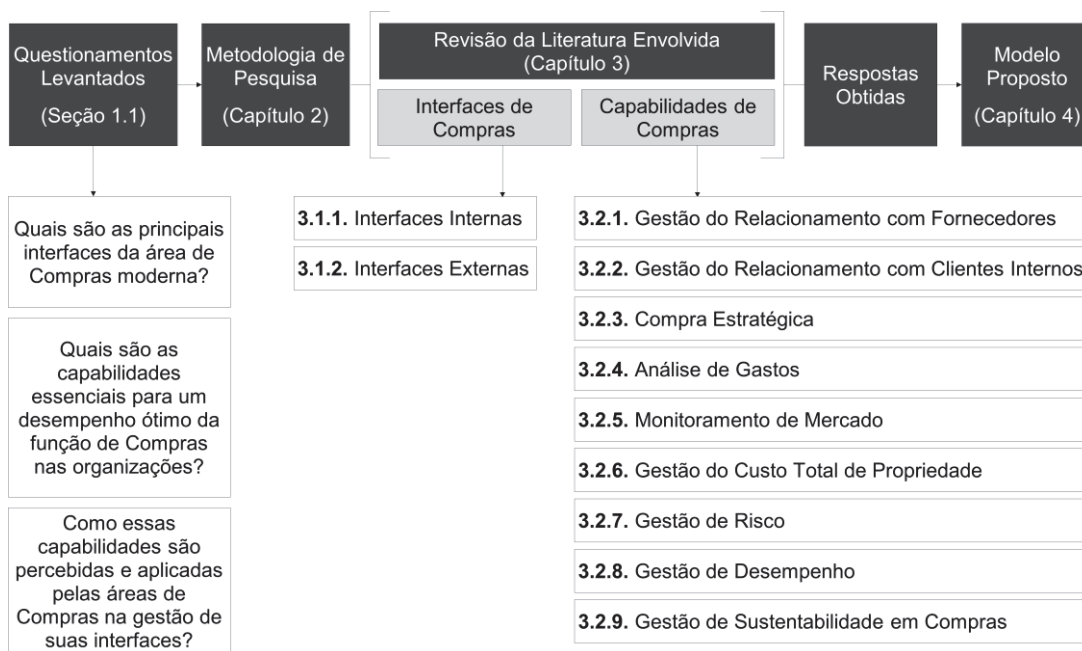 Questionamentos
Levantados
(Seção 1.1)
Metodologia de
Pesquisa
(Capítulo 2)
Revisão da Literatura Envolvida
(Capítulo 3)
Interfaces de
Compras
Capabilidades de
Compras
Respostas
Obtidas
Modelo
Proposto
(Capítulo 4)
Quais são as principais
interfaces da área de
Compras moderna?
Quais são as
capabilidades
essenciais para um
desempenho ótimo da
função de Compras
nas organizações?
Como essas
capabilidades são
percebidas e aplicadas
pelas áreas de
Compras na gestão de
suas interfaces?
3.1.1. Interfaces Internas
3.1.2. Interfaces Externas
3.2.1. Gestão do Relacionamento com Fornecedores
3.2.2. Gestão do Relacionamento com Clientes Internos
3.2.3. Compra Estratégica
3.2.4. Análise de Gastos
3.2.5. Monitoramento de Mercado
3.2.6. Gestão do Custo Total de Propriedade
3.2.7. Gestão de Risco
3.2.8. Gestão de Desempenho
3.2.9. Gestão de Sustentabilidade em Compras